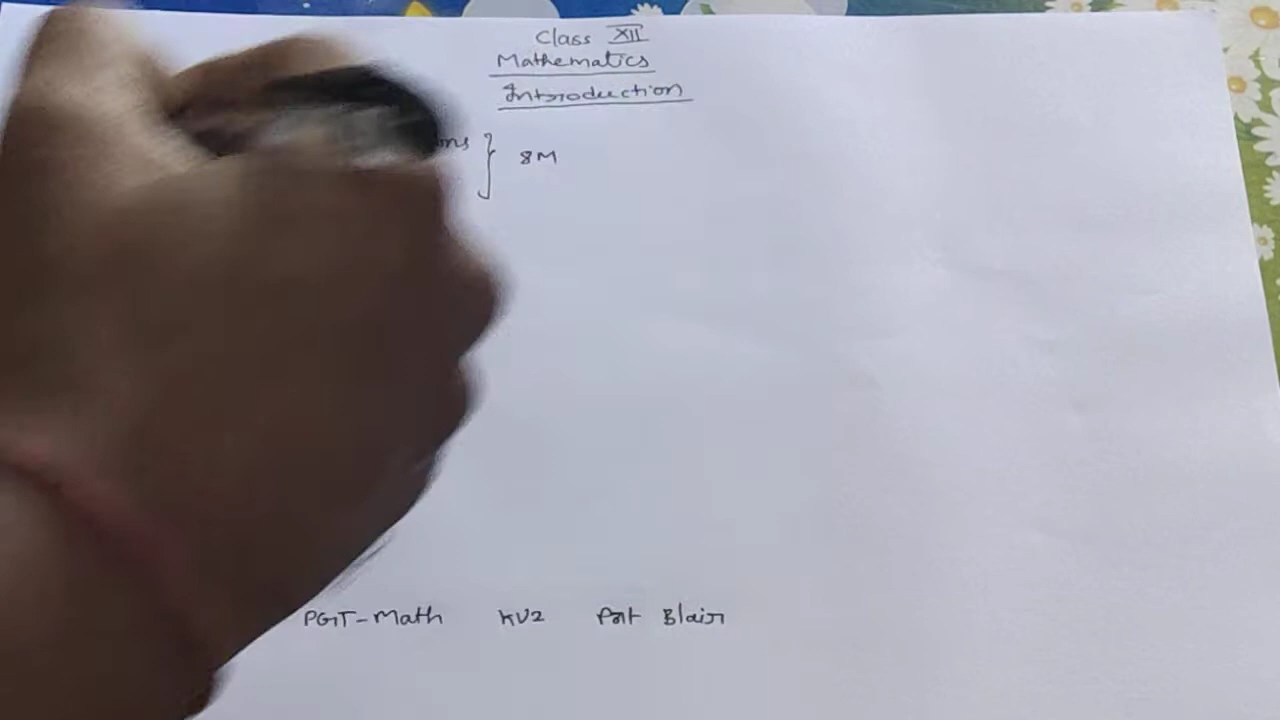 Class XII
Mathematics
Introduction
} 8M
PGT-Math KV2 Port Blair